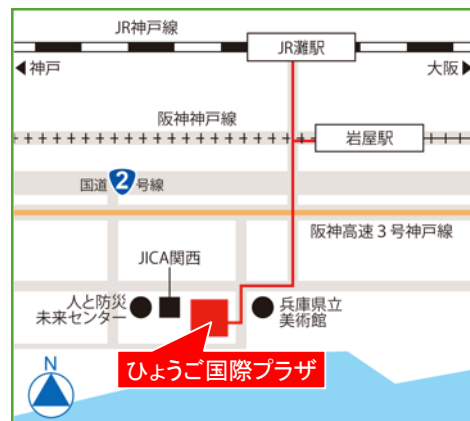 JR神戸線
JR灘駅
神戸
大阪
阪神神戸線
岩屋駅
国道2号線
阪神高速3号神戸線
JICA関西
人と防災
未来センター
兵庫県立
美術館
ひょうご国際プラザ
N